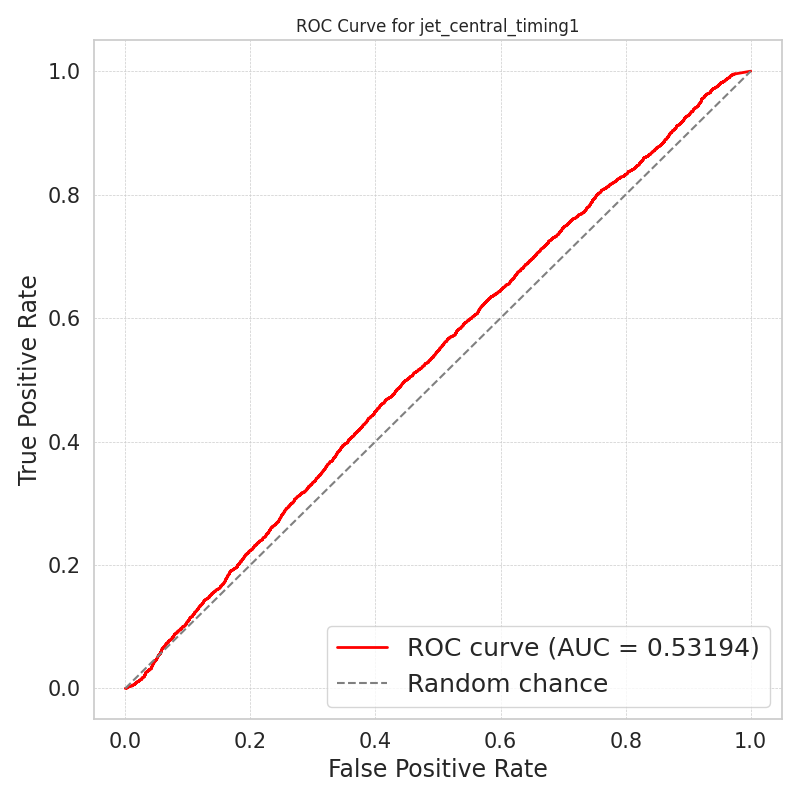 ROC Curve for jet_central_timing1
1.0
0.8
0.6
0.4
0.2
0.0
True Positive Rate
ROC curve (AUC = 0.53194)
Random chance
0.0 0.2 0.4 0.6 0.8 1.0
False Positive Rate